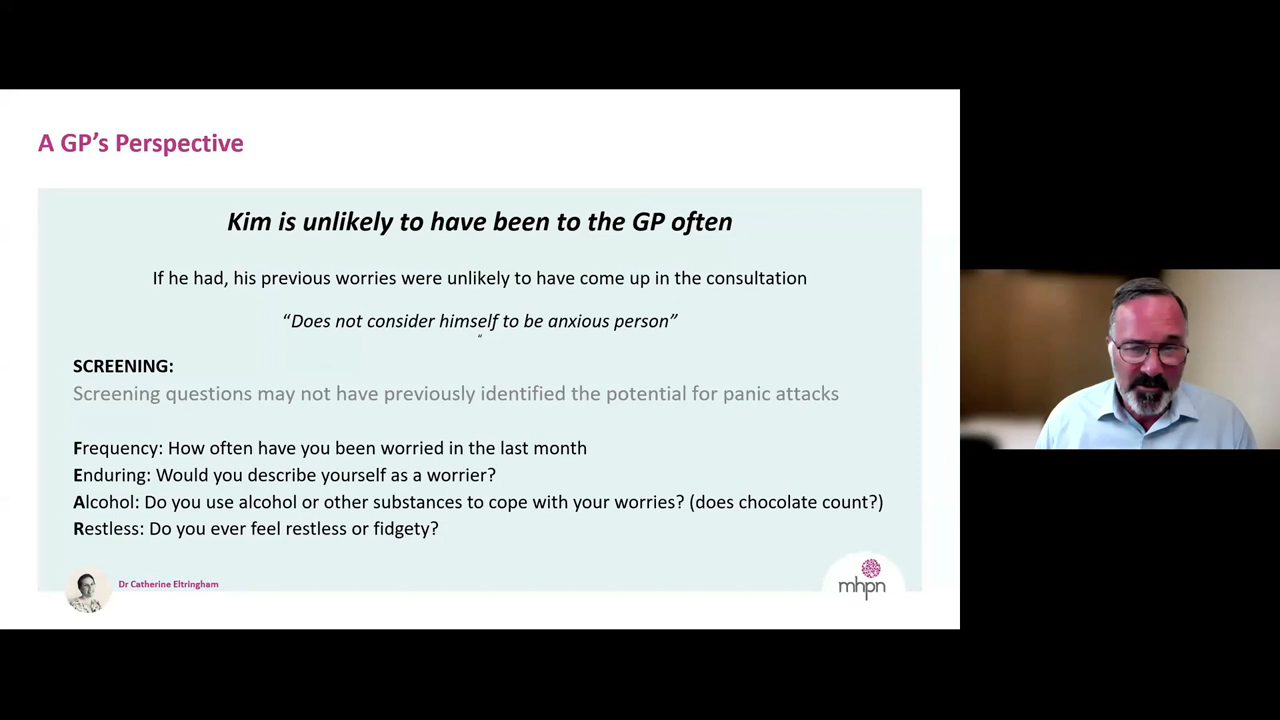 A GP's Perspective
Kim is unlikely to have been to the GP often
If he had, his previous worries were unlikely to have come up in the consultation
“Does not consider himself to be anxious person”
“
SCREENING:
Screening questions may not have previously identified the potential for panic attacks
Frequency: How often have you been worried in the last month
Enduring: Would you describe yourself as a worrier?
Alcohol: Do you use alcohol or other substances to cope with your worries? (does chocolate count?)
Restless: Do you ever feel restless or fidgety?
Dr Catherine Eltringham
mhpn